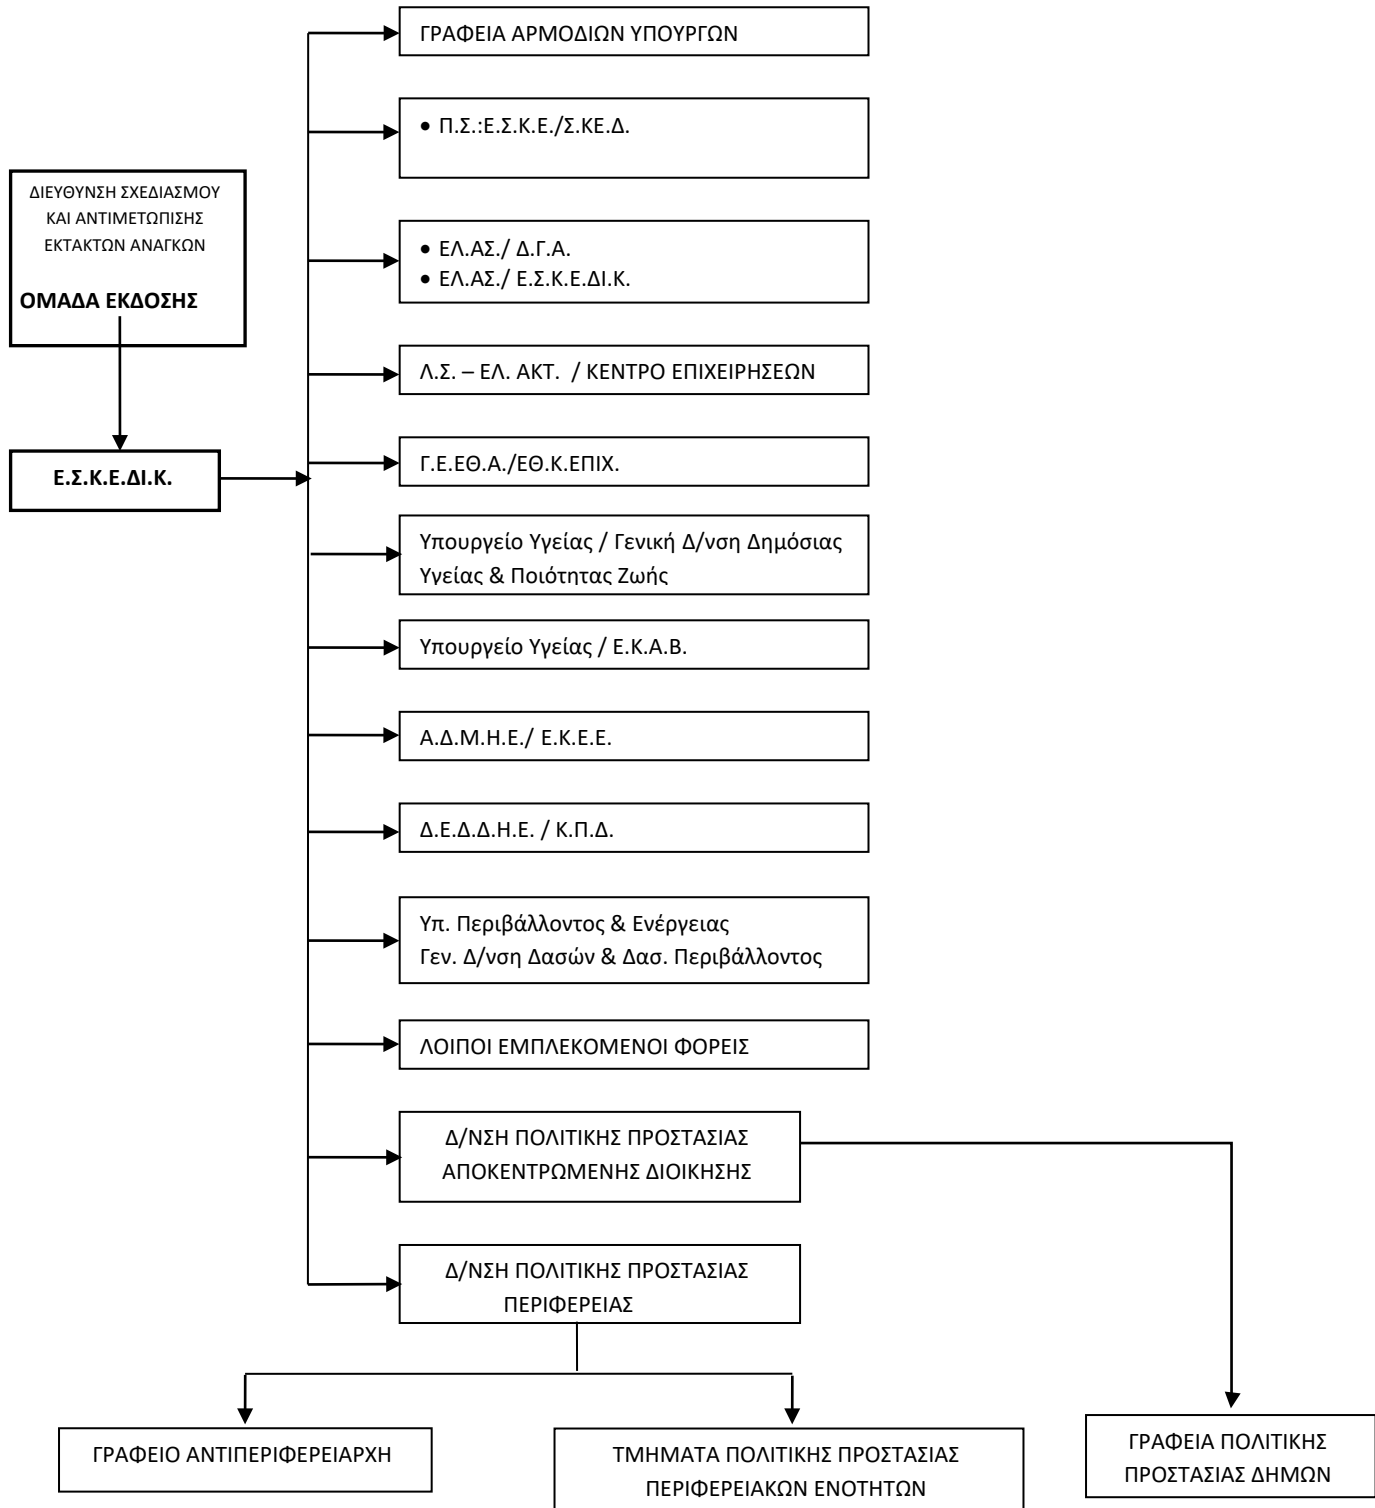 ΓΡΑΦΕΙΑ ΑΡΜΟΔΙΩΝ ΥΠΟΥΡΓΩΝ
• Π.Σ.:Ε.Σ.Κ.Ε./Σ.ΚΕ.Δ.
ΔΙΕΥΘΥΝΣΗ ΣΧΕΔΙΑΣΜΟΥ
ΚΑΙ ΑΝΤΙΜΕΤΩΠΙΣΗΣ
ΕΚΤΑΚΤΩΝ ΑΝΑΓΚΩΝ
ΟΜΑΔΑ ΕΚΔΟΣΗΣ
• ΕΛ.ΑΣ./ Δ.Γ.Α.
• ΕΛ.ΑΣ./ Ε.Σ.Κ.Ε.ΔΙ.Κ.
Λ.Σ. – ΕΛ. ΑΚΤ. / ΚΕΝΤΡΟ ΕΠΙΧΕΙΡΗΣΕΩΝ
Ε.Σ.Κ.Ε.ΔΙ.Κ.
Γ.Ε.ΕΘ.Α./ΕΘ.Κ.ΕΠΙΧ.
Υπουργείο Υγείας / Γενική Δ/νση Δημόσιας
Υγείας & Ποιότητας Ζωής
Υπουργείο Υγείας / Ε.Κ.Α.Β.
Α.Δ.Μ.Η.Ε./ Ε.Κ.Ε.Ε.
Δ.Ε.Δ.Δ.Η.Ε. / Κ.Π.Δ.
Υπ. Περιβάλλοντος & Ενέργειας
Γεν. Δ/νση Δασών & Δασ. Περιβάλλοντος
ΛΟΙΠΟΙ ΕΜΠΛΕΚΟΜΕΝΟΙ ΦΟΡΕΙΣ
Δ/ΝΣΗ ΠΟΛΙΤΙΚΗΣ ΠΡΟΣΤΑΣΙΑΣ
ΑΠΟΚΕΝΤΡΩΜΕΝΗΣ ΔΙΟΙΚΗΣΗΣ
Δ/ΝΣΗ ΠΟΛΙΤΙΚΗΣ ΠΡΟΣΤΑΣΙΑΣ
ΠΕΡΙΦΕΡΕΙΑΣ
ΓΡΑΦΕΙΟ ΑΝΤΙΠΕΡΙΦΕΡΕΙΑΡΧΗ
ΤΜΗΜΑΤΑ ΠΟΛΙΤΙΚΗΣ ΠΡΟΣΤΑΣΙΑΣ
ΠΕΡΙΦΕΡΕΙΑΚΩΝ ΕΝΟΤΗΤΩΝ
ΓΡΑΦΕΙΑ ΠΟΛΙΤΙΚΗΣ
ΠΡΟΣΤΑΣΙΑΣ ΔΗΜΩΝ